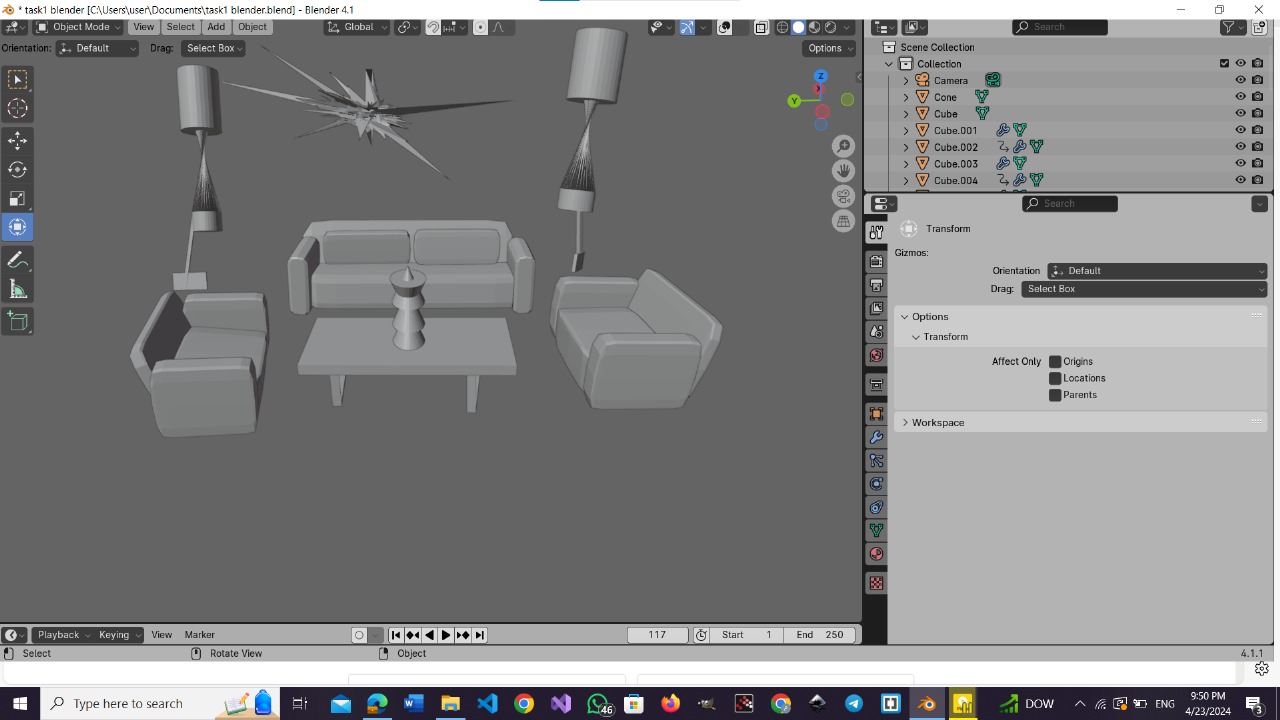 * task1 blender [C:\Users\user\Documents\task1 blender.blend] - Blender 4.1
Object Mode View Select Add Object Global
Orientation: Default Drag: Select Box Options
Z
X
Y
Search
Scene Collection
Collection
Camera
Cone
Cube
Cube.001
Cube.002
Cube.003
Cube.004
Search
Transform
Gizmos:
Orientation Default
Drag: Select Box
Options
Transform
Affect Only Origins
Locations
Parents
Workspace
Playback Keying View Marker 117 Start 1 End 250
Select Rotate View Object 4.1.1
Type here to search 46 DOW ENG 9:50 PM
4/23/2024 3